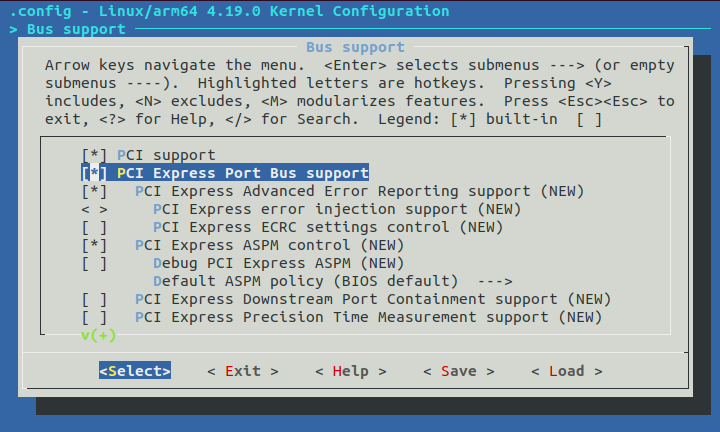 .config - Linux/arm64 4.19.0 Kernel Configuration
> Bus support
Bus support
Arrow keys navigate the menu.  <Enter> selects submenus ---> (or empty
submenus ----).  Highlighted letters are hotkeys.  Pressing <Y>
includes, <N> excludes, <M> modularizes features.  Press <Esc><Esc> to
exit, <?> for Help, </> for Search.  Legend: [*] built-in  [ ]
[*] PCI support
[*] PCI Express Port Bus support
[*]   PCI Express Advanced Error Reporting support (NEW)
< >     PCI Express error injection support (NEW)
[ ]     PCI Express ECRC settings control (NEW)
[*]   PCI Express ASPM control (NEW)
[ ]     Debug PCI Express ASPM (NEW)
Default ASPM policy (BIOS default)  --->
[ ]   PCI Express Downstream Port Containment support (NEW)
[ ]   PCI Express Precision Time Measurement support (NEW)
v(+)
<Select>    < Exit >    < Help >    < Save >    < Load >